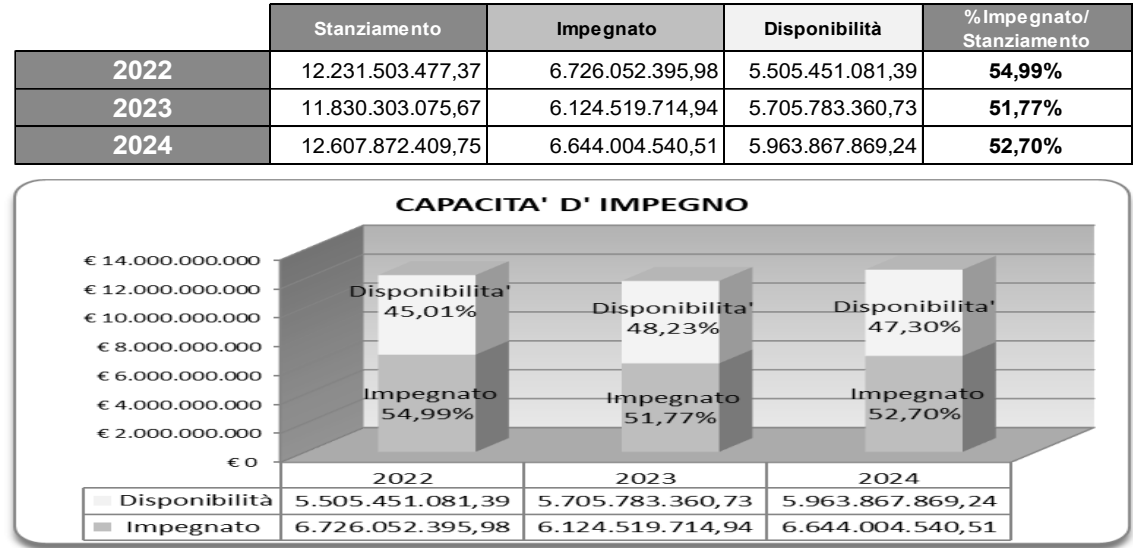 Stanziamento Impegnato Disponibilità %Impegnato/
Stanziamento
2022 12.231.503.477,37 6.726.052.395,98 5.505.451.081,39 54,99%
2023 11.830.303.075,67 6.124.519.714,94 5.705.783.360,73 51,77%
2024 12.607.872.409,75 6.644.004.540,51 5.963.867.869,24 52,70%
CAPACITA' D' IMPEGNO
€ 14.000.000.000
€ 12.000.000.000
€ 10.000.000.000
€ 8.000.000.000
€ 6.000.000.000
€ 4.000.000.000
€ 2.000.000.000
€ 0
Disponibilita'
45,01%
Disponibilita'
48,23%
Disponibilita'
47,30%
Impegnato
54,99%
Impegnato
51,77%
Impegnato
52,70%
2022 2023 2024
Disponibilità 5.505.451.081,39 5.705.783.360,73 5.963.867.869,24
Impegnato 6.726.052.395,98 6.124.519.714,94 6.644.004.540,51